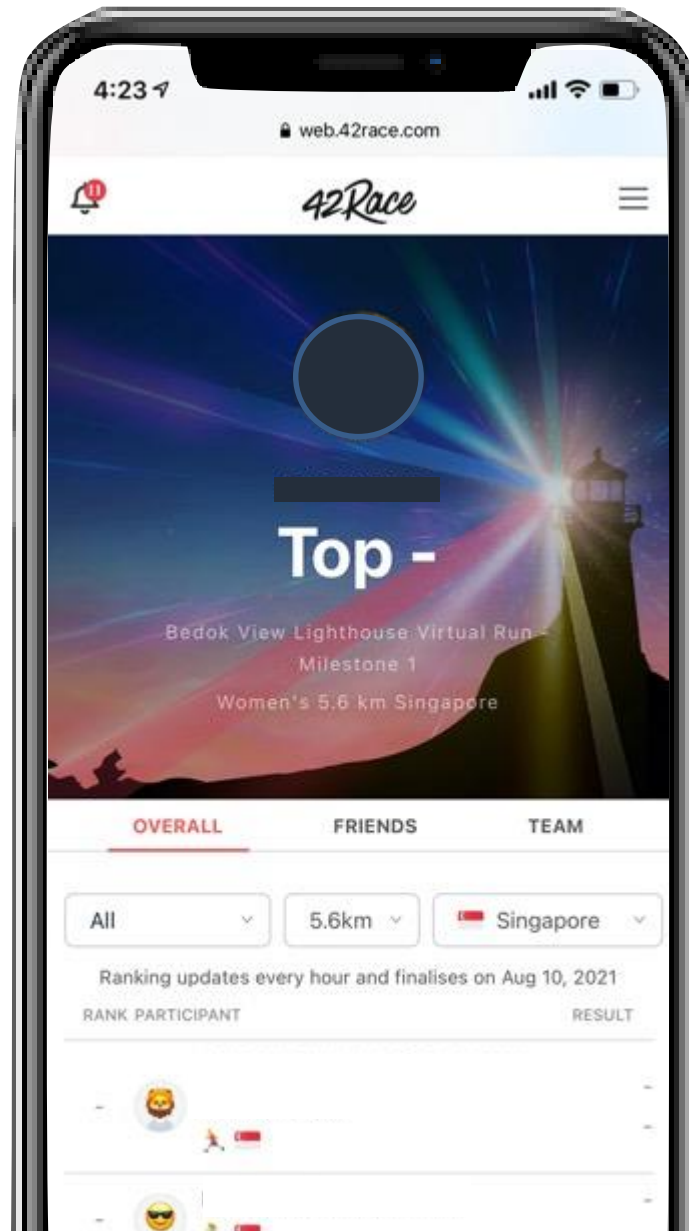 4:23
web.42race.com
11
42Race
Top -
Bedok View Lighthouse Virtual Run -
Milestone 1
Women's 5.6 km Singapore
OVERALL FRIENDS TEAM
All 5.6km Singapore
Ranking updates every hour and finalises on Aug 10, 2021
RANK PARTICIPANT RESULT
- -
-
- -